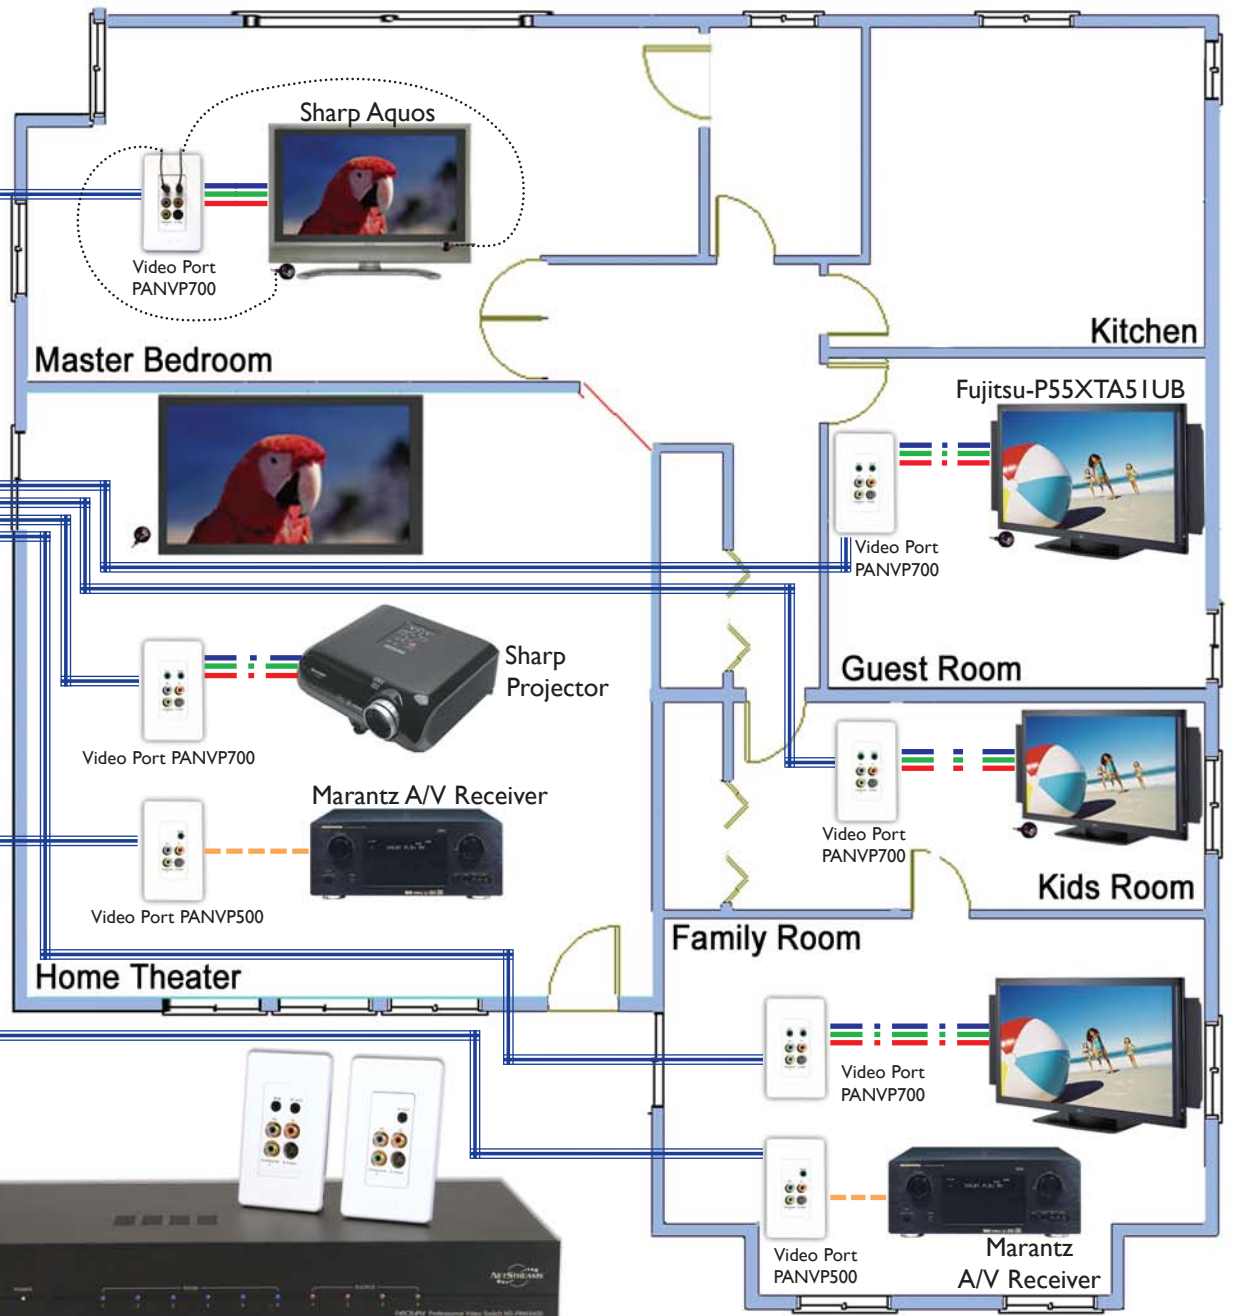 Sharp Aquos
Video Port
PANVP700
Master Bedroom
Kitchen
Fujitsu-P55XTA51UB
Video Port
PANVP700
Guest Room
Sharp
Projector
Video Port PANVP700
Marantz A/V Receiver
Video Port PANVP500
Home Theater
Video Port
PANVP700
Kids Room
Family Room
Video Port
PANVP700
Video Port
PANVP500
Marantz
A/V Receiver
NETSTREAMS